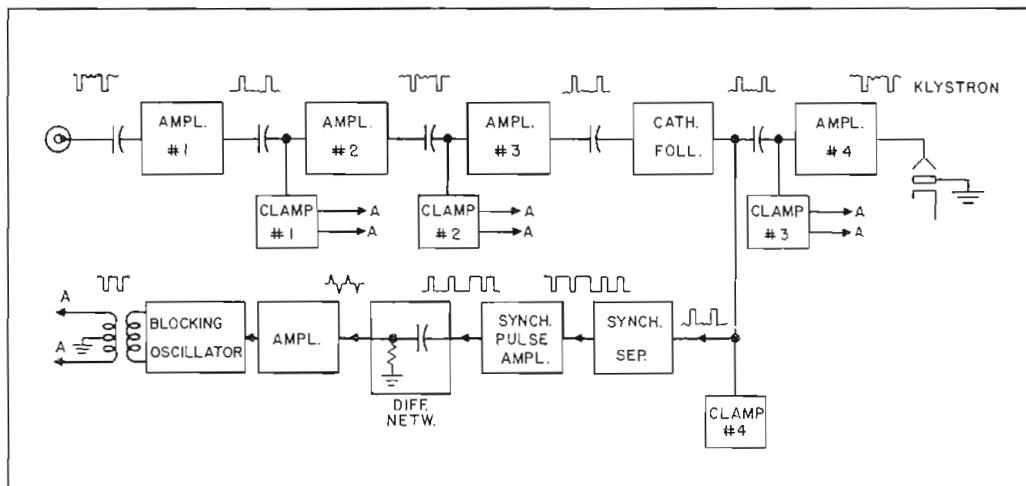 KLYSTRON
AMPL.
#1
AMPL.
#2
AMPL.
#3
CATH.
FOLL.
AMPL.
#4
CLAMP
#1
A
A
CLAMP
#2
A
A
CLAMP
#3
A
A
A
A
BLOCKING
OSCILLATOR
AMPL.
DIFF.
NETW.
SYNCH.
PULSE
AMPL.
SYNCH.
SEP.
CLAMP
#4